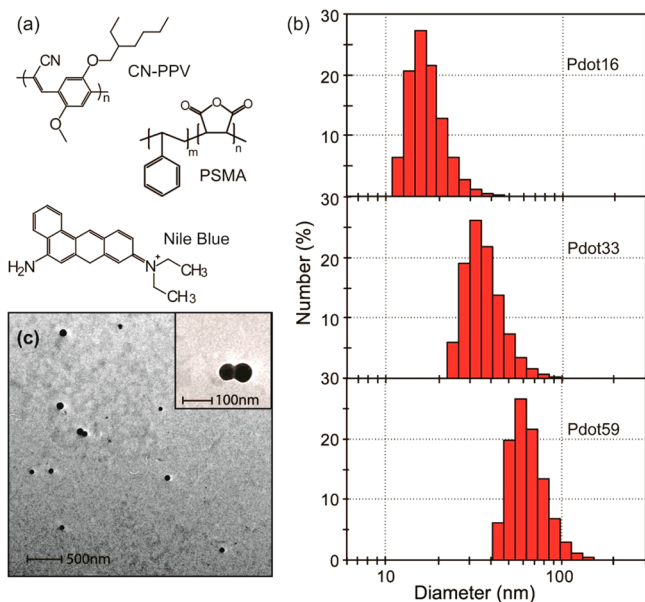 (a)
CN
O
CN-PPV
n
O
O
O
O
m
n
PSMA
Nile Blue
H2N
N
+
CH3
CH3
(c)
100nm
500nm
(b)
30
20
10
Pdot16
30
20
10
Pdot33
30
20
10
0
Pdot59
10
100
Number (%)
Diameter (nm)